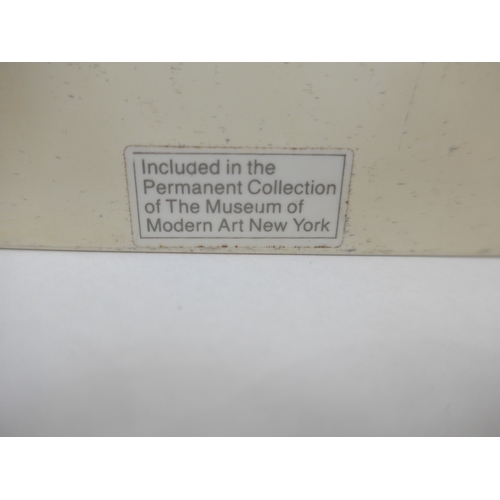 Included in the
Permanent Collection
of The Museum of
Modern Art New York